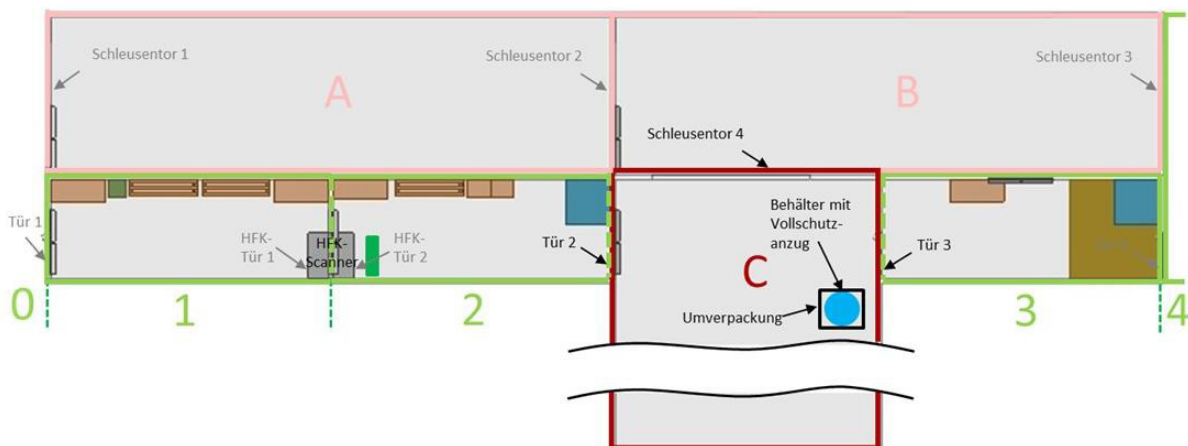 Schleusentor 1
Schleusentor 2
Schleusentor 3
A
B
Schleusentor 4
Behälter mit
Vollschutz-
anzug
Tür 1
HFK-
Tür 1
HFK-
Scanner
HFK-
Tür 2
Tür 2
Tür 3
C
Umverpackung
0
1
2
3
4